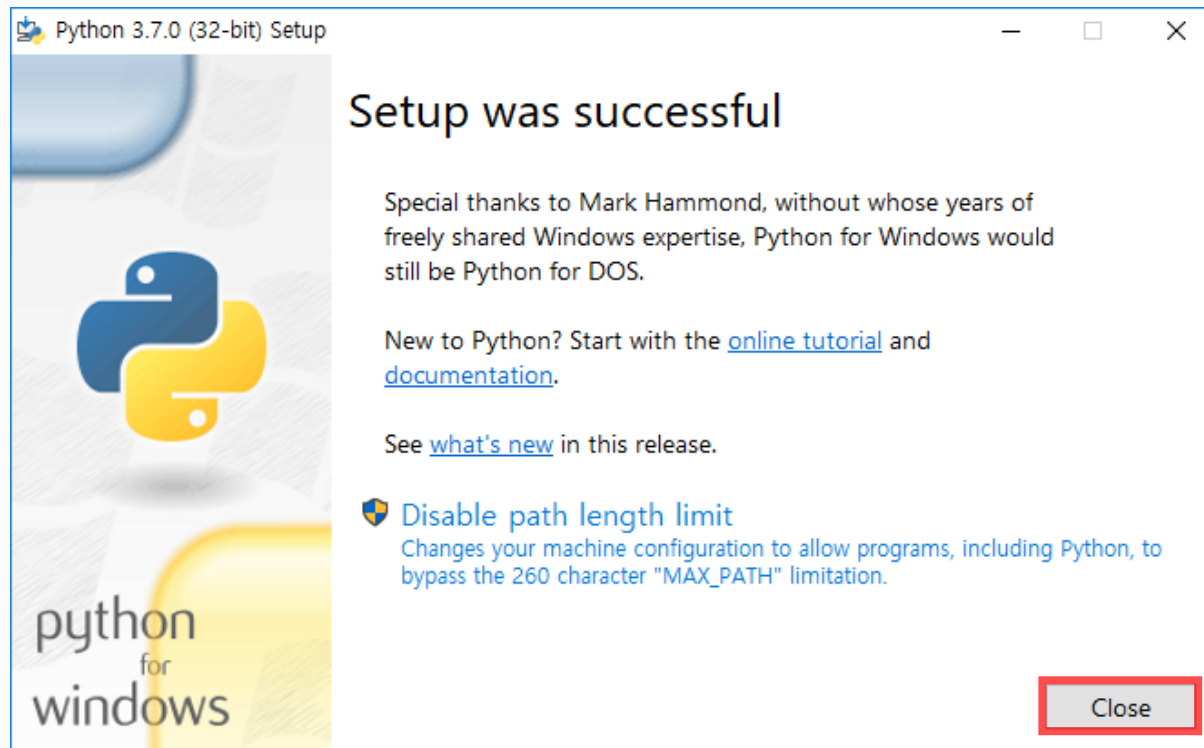 Python 3.7.0 (32-bit) Setup
Setup was successful
Special thanks to Mark Hammond, without whose years of
freely shared Windows expertise, Python for Windows would
still be Python for DOS.
New to Python? Start with the online tutorial and
documentation.
See what's new in this release.
Disable path length limit
Changes your machine configuration to allow programs, including Python, to
bypass the 260 character "MAX_PATH" limitation.
python
for
windows
Close